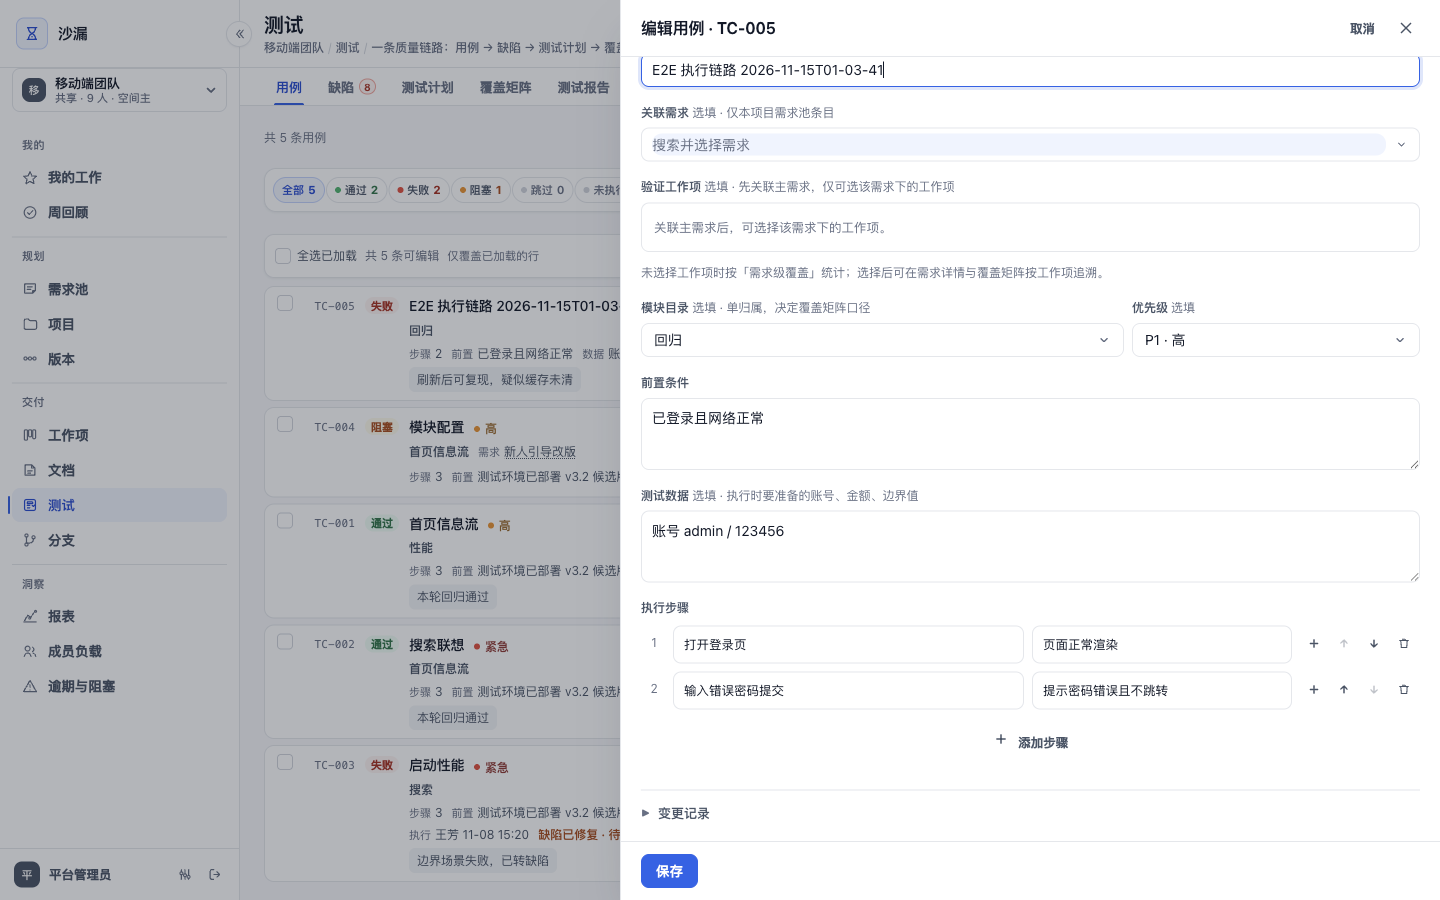 沙漏
移
移动端团队
共享 · 9 人 · 空间主
我的
我的工作
周回顾
规划
需求池
项目
版本
交付
工作项
文档
测试
分支
洞察
报表
成员负载
逾期与阻塞
平
平台管理员
测试
移动端团队 / 测试 / 一条质量链路：用例 → 缺陷 → 测试计划 → 覆盖
用例
缺陷 8
测试计划
覆盖矩阵
测试报告
共 5 条用例
全部 5
通过 2
失败 2
阻塞 1
跳过 0
未执行
全选已加载 共 5 条可编辑 仅覆盖已加载的行
TC-005 失败 E2E 执行链路 2026-11-15T01-03
回归
步骤 2 前置 已登录且网络正常 数据 账
刷新后可复现，疑似缓存未清
TC-004 阻塞 模块配置 高
首页信息流 需求 新人引导改版
步骤 3 前置 测试环境已部署 v3.2 候选
TC-001 通过 首页信息流 高
性能
步骤 3 前置 测试环境已部署 v3.2 候选
本轮回归通过
TC-002 通过 搜索联想 紧急
首页信息流
步骤 3 前置 测试环境已部署 v3.2 候选
本轮回归通过
TC-003 失败 启动性能 紧急
搜索
步骤 3 前置 测试环境已部署 v3.2 候选
执行 王芳 11-08 15:20 缺陷已修复 · 待
边界场景失败，已转缺陷
编辑用例 · TC-005
取消
E2E 执行链路 2026-11-15T01-03-41
关联需求 选填 · 仅本项目需求池条目
搜索并选择需求
验证工作项 选填 · 先关联主需求，仅可选该需求下的工作项
关联主需求后，可选择该需求下的工作项。
未选择工作项时按「需求级覆盖」统计；选择后可在需求详情与覆盖矩阵按工作项追溯。
模块目录 选填 · 单归属，决定覆盖矩阵口径
回归
优先级 选填
P1 · 高
前置条件
已登录且网络正常
测试数据 选填 · 执行时要准备的账号、金额、边界值
账号 admin / 123456
执行步骤
1 打开登录页 页面正常渲染
2 输入错误密码提交 提示密码错误且不跳转
添加步骤
变更记录
保存